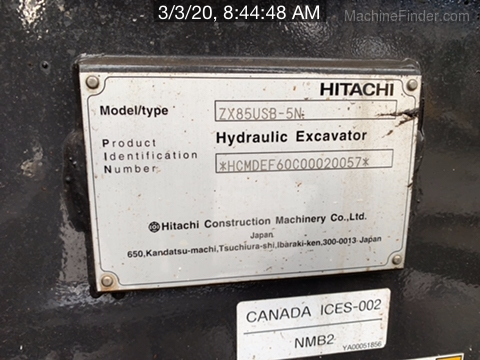 3/3/20, 8:44:48 AM
MachineFinder.com
HITACHI
Model/type ZX85USB-5N
Hydraulic Excavator
Product
Identification *HCMDEF60C00020057*
Number
Hitachi Construction Machinery Co.,Ltd.
Japan
650,Kandatsu-machi,Tsuchiura-shi,Ibaraki-ken,300-0013 Japan
CANADA ICES-002
NMB2 YA00051856